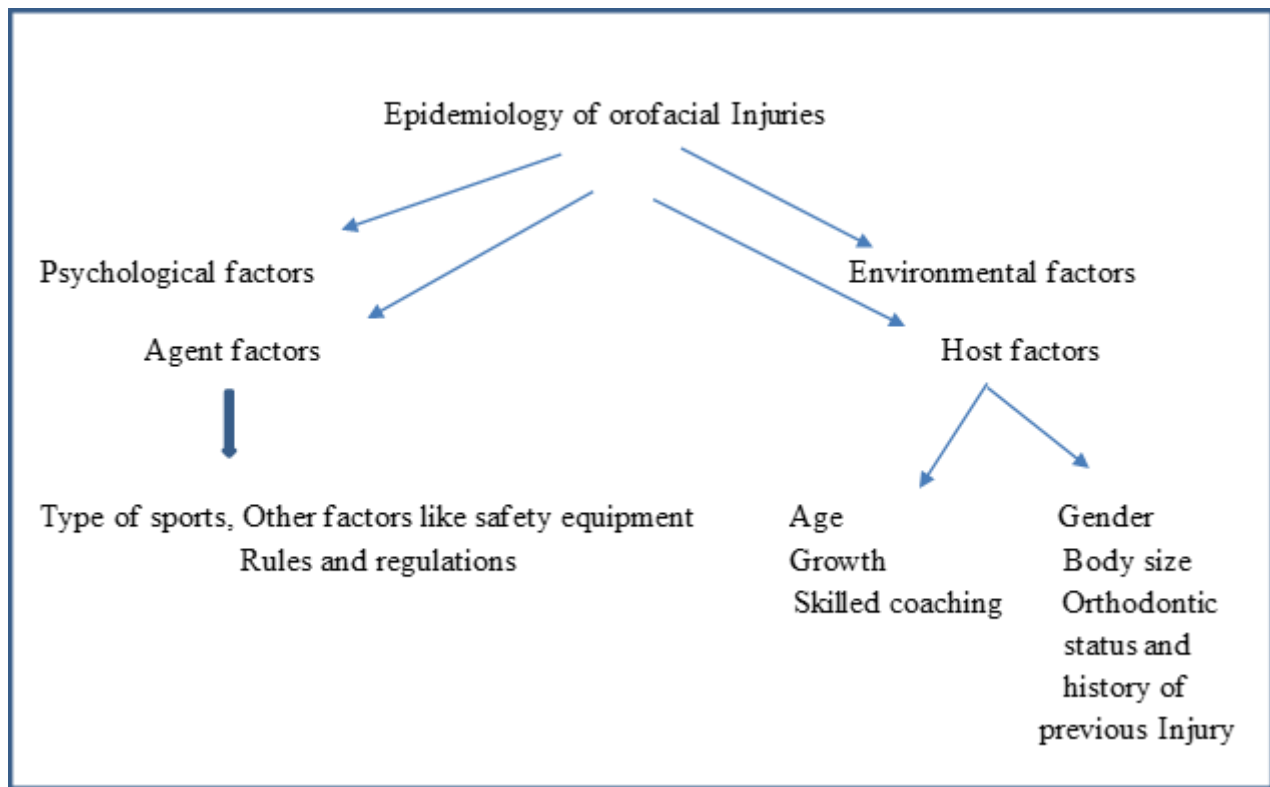 Epidemiology of orofacial Injuries
Psychological factors
Environmental factors
Agent factors
Host factors
Type of sports, Other factors like safety equipment
Rules and regulations
Age
Growth
Skilled coaching
Gender
Body size
Orthodontic
status and
history of
previous Injury